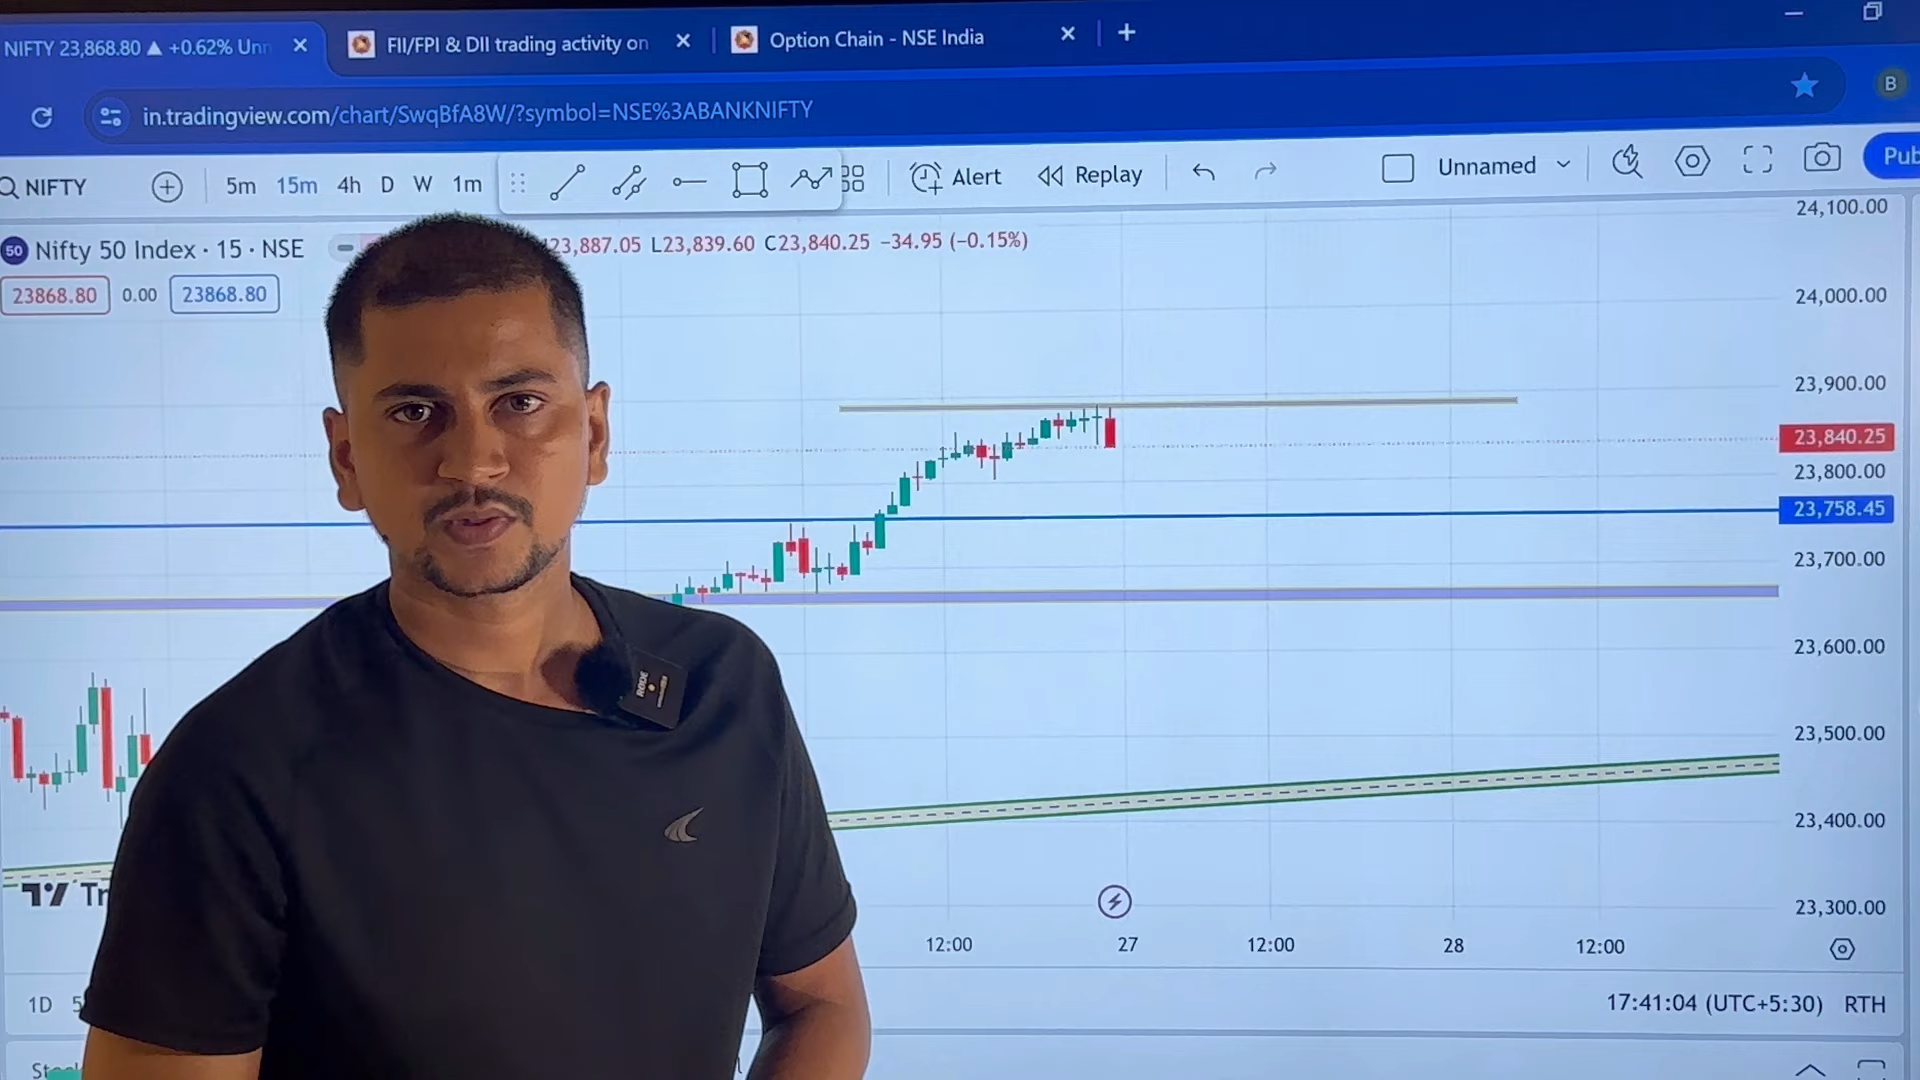 NIFTY 23,868.80 ▲ +0.62% Unn
FII/FPI & DII trading activity on
Option Chain - NSE India
B
in.tradingview.com/chart/SwqBfA8W/?symbol=NSE%3ABANKNIFTY
NIFTY
5m 15m 4h D W 1m
Alert
Replay
Unnamed
Pub
50 Nifty 50 Index · 15 · NSE
H23,887.05 L23,839.60 C23,840.25 −34.95 (−0.15%)
23868.80 0.00 23868.80
24,100.00
24,000.00
23,900.00
23,840.25
23,800.00
23,758.45
23,700.00
23,600.00
23,500.00
23,400.00
23,300.00
RØDE
12:00 27 12:00 28 12:00
1D
17:41:04 (UTC+5:30) RTH